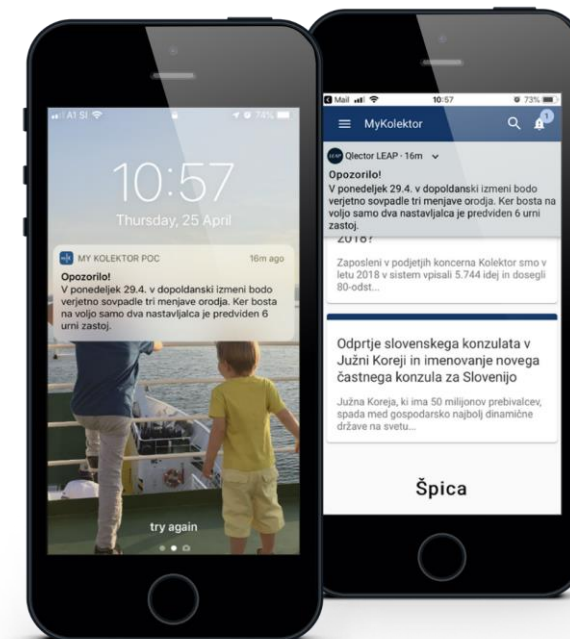 A1 SI
74%
10:57
Thursday, 25 April
MY KOLEKTOR POC 16m ago
Opozorilo!
V ponedeljek 29.4. v dopoldanski izmeni bodo
verjetno sovpadle tri menjave orodja. Ker bosta
na voljo samo dva nastavljalca je predviden 6
urni zastoj.
try again
Mail 10:57 73%
MyKolektor 1
LEAP Qlector LEAP · 16m
Opozorilo!
V ponedeljek 29.4. v dopoldanski izmeni bodo
verjetno sovpadle tri menjave orodja. Ker bosta na
voljo samo dva nastavljalca je predviden 6 urni
zastoj.
2018?
Zaposleni v podjetjih koncerna Kolektor smo v
letu 2018 v sistem vpisali 5.744 idej in dosegli
80-odst...
Odprtje slovenskega konzulata v
Južni Koreji in imenovanje novega
častnega konzula za Slovenijo
Južna Koreja, ki ima 50 milijonov prebivalcev,
spada med gospodarsko najbolj dinamične
države na svetu...
Špica